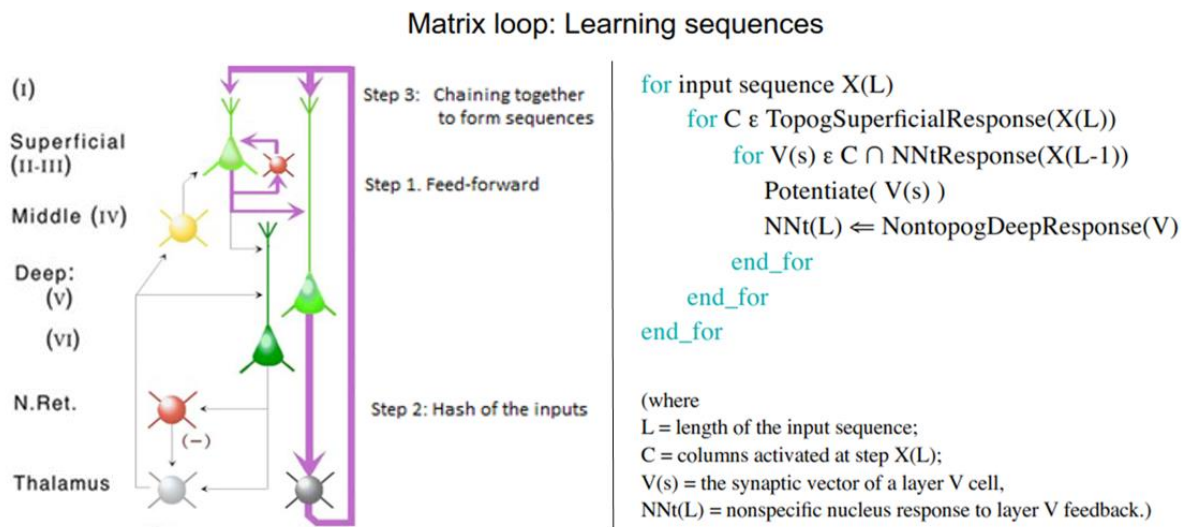 Matrix loop: Learning sequences
(I)
Superficial
(II-III)
Middle (IV)
Deep:
(V)
(VI)
N.Ret.
(−)
Thalamus
Step 3: Chaining together
to form sequences
Step 1. Feed-forward
Step 2: Hash of the inputs
for input sequence X(L)
for C ε TopogSuperficialResponse(X(L))
for V(s) ε C ∩ NNtResponse(X(L-1))
Potentiate( V(s) )
NNt(L) ⇐ NontopogDeepResponse(V)
end_for
end_for
end_for
(where
L = length of the input sequence;
C = columns activated at step X(L);
V(s) = the synaptic vector of a layer V cell,
NNt(L) = nonspecific nucleus response to layer V feedback.)